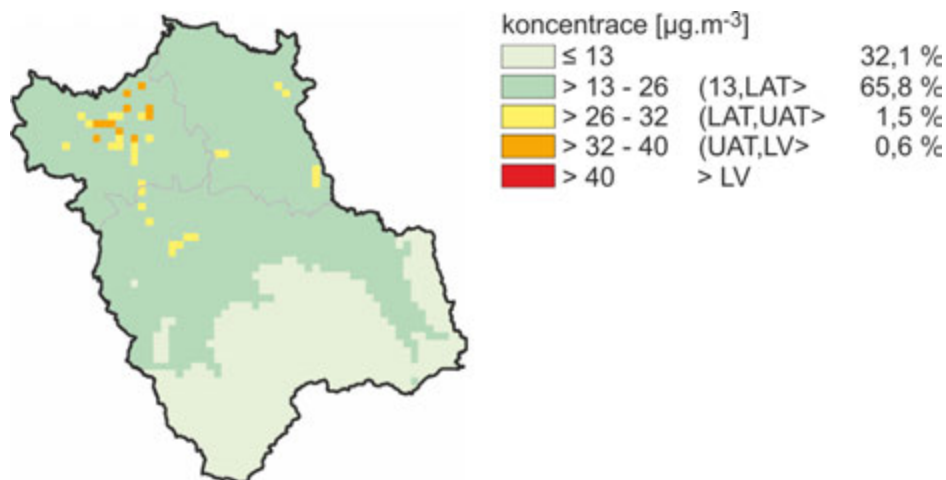 koncentrace [µg.m-3]
≤ 13 32,1 %
> 13 - 26 (13,LAT> 65,8 %
> 26 - 32 (LAT,UAT> 1,5 %
> 32 - 40 (UAT,LV> 0,6 %
> 40 > LV